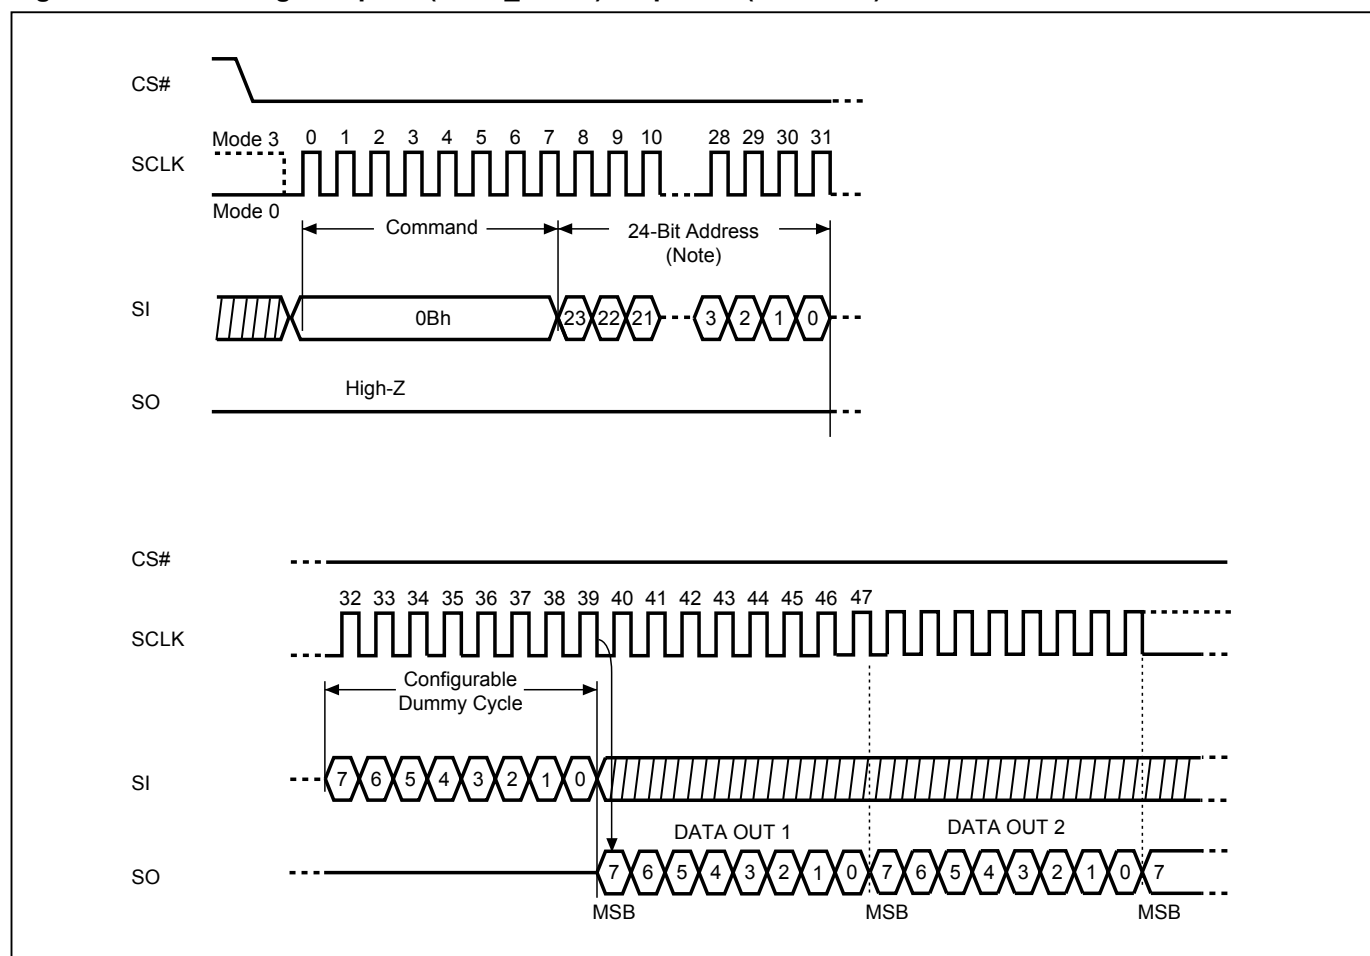 CS#
Mode 3 0 1 2 3 4 5 6 7 8 9 10 28 29 30 31
SCLK
Mode 0
Command 24-Bit Address
(Note)
SI 0Bh 23 22 21 3 2 1 0
High-Z
SO
CS#
32 33 34 35 36 37 38 39 40 41 42 43 44 45 46 47
SCLK
Configurable
Dummy Cycle
SI 7 6 5 4 3 2 1 0
DATA OUT 1 DATA OUT 2
SO 7 6 5 4 3 2 1 0 7 6 5 4 3 2 1 0 7
MSB MSB MSB